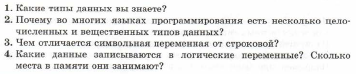 1. Какие типы данных вы знаете?
2. Почему во многих языках программирования есть несколько цело-
численных и вещественных типов данных?
3. Чем отличается символьная переменная от строковой?
4. Какие данные записываются в логические переменные? Сколько
места в памяти они занимают?